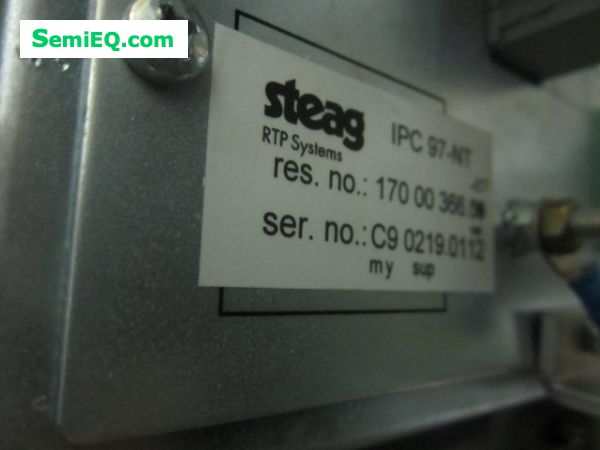 SemiEQ.com
steag
RTP Systems
IPC 97-NT
res. no.: 170 00 366.
ser. no.: C9 0219.0112
my sup